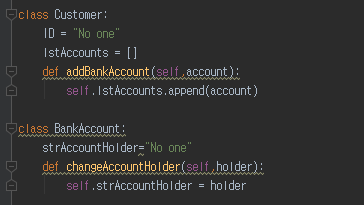 class Customer:
    ID = "No one"
    lstAccounts = []
    def addBankAccount(self,account):
        self.lstAccounts.append(account)

class BankAccount:
    strAccountHolder="No one"
    def changeAccountHolder(self,holder):
        self.strAccountHolder = holder